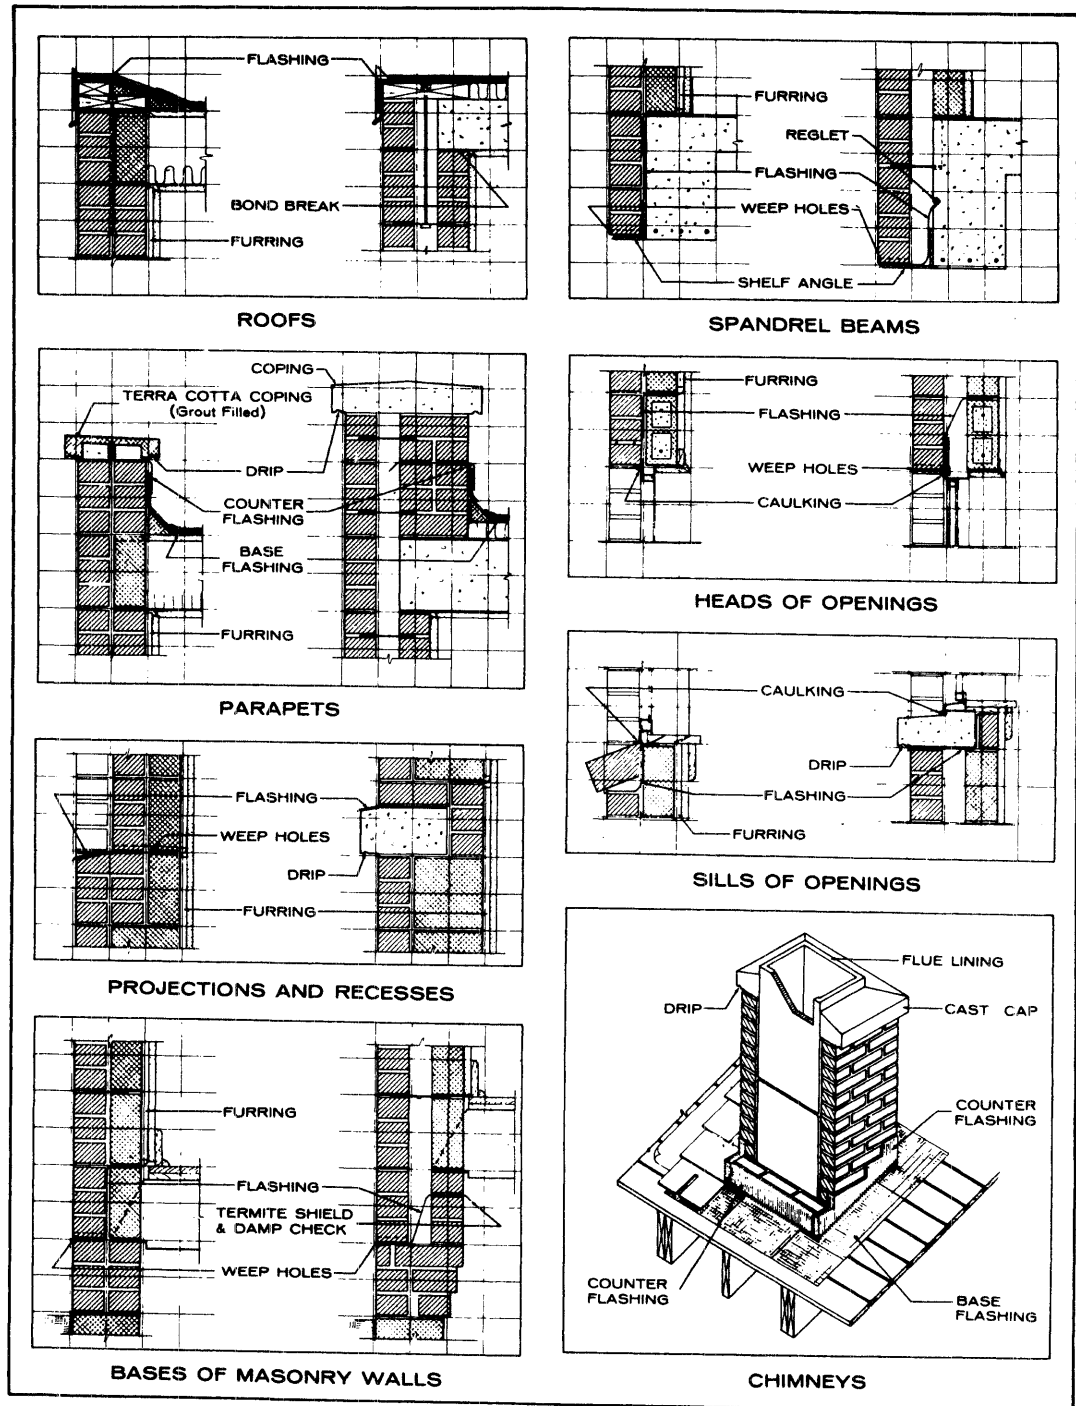 FLASHING
BOND BREAK
FURRING
ROOFS
FURRING
REGLET
FLASHING
WEEP HOLES
SHELF ANGLE
SPANDREL BEAMS
COPING
TERRA COTTA COPING
(Grout Filled)
DRIP
COUNTER
FLASHING
BASE
FLASHING
FURRING
PARAPETS
FURRING
FLASHING
WEEP HOLES
CAULKING
HEADS OF OPENINGS
CAULKING
DRIP
FLASHING
FURRING
SILLS OF OPENINGS
FLASHING
WEEP HOLES
DRIP
FURRING
PROJECTIONS AND RECESSES
FURRING
FLASHING
TERMITE SHIELD
& DAMP CHECK
WEEP HOLES
BASES OF MASONRY WALLS
FLUE LINING
DRIP
CAST CAP
COUNTER
FLASHING
COUNTER
FLASHING
BASE
FLASHING
CHIMNEYS